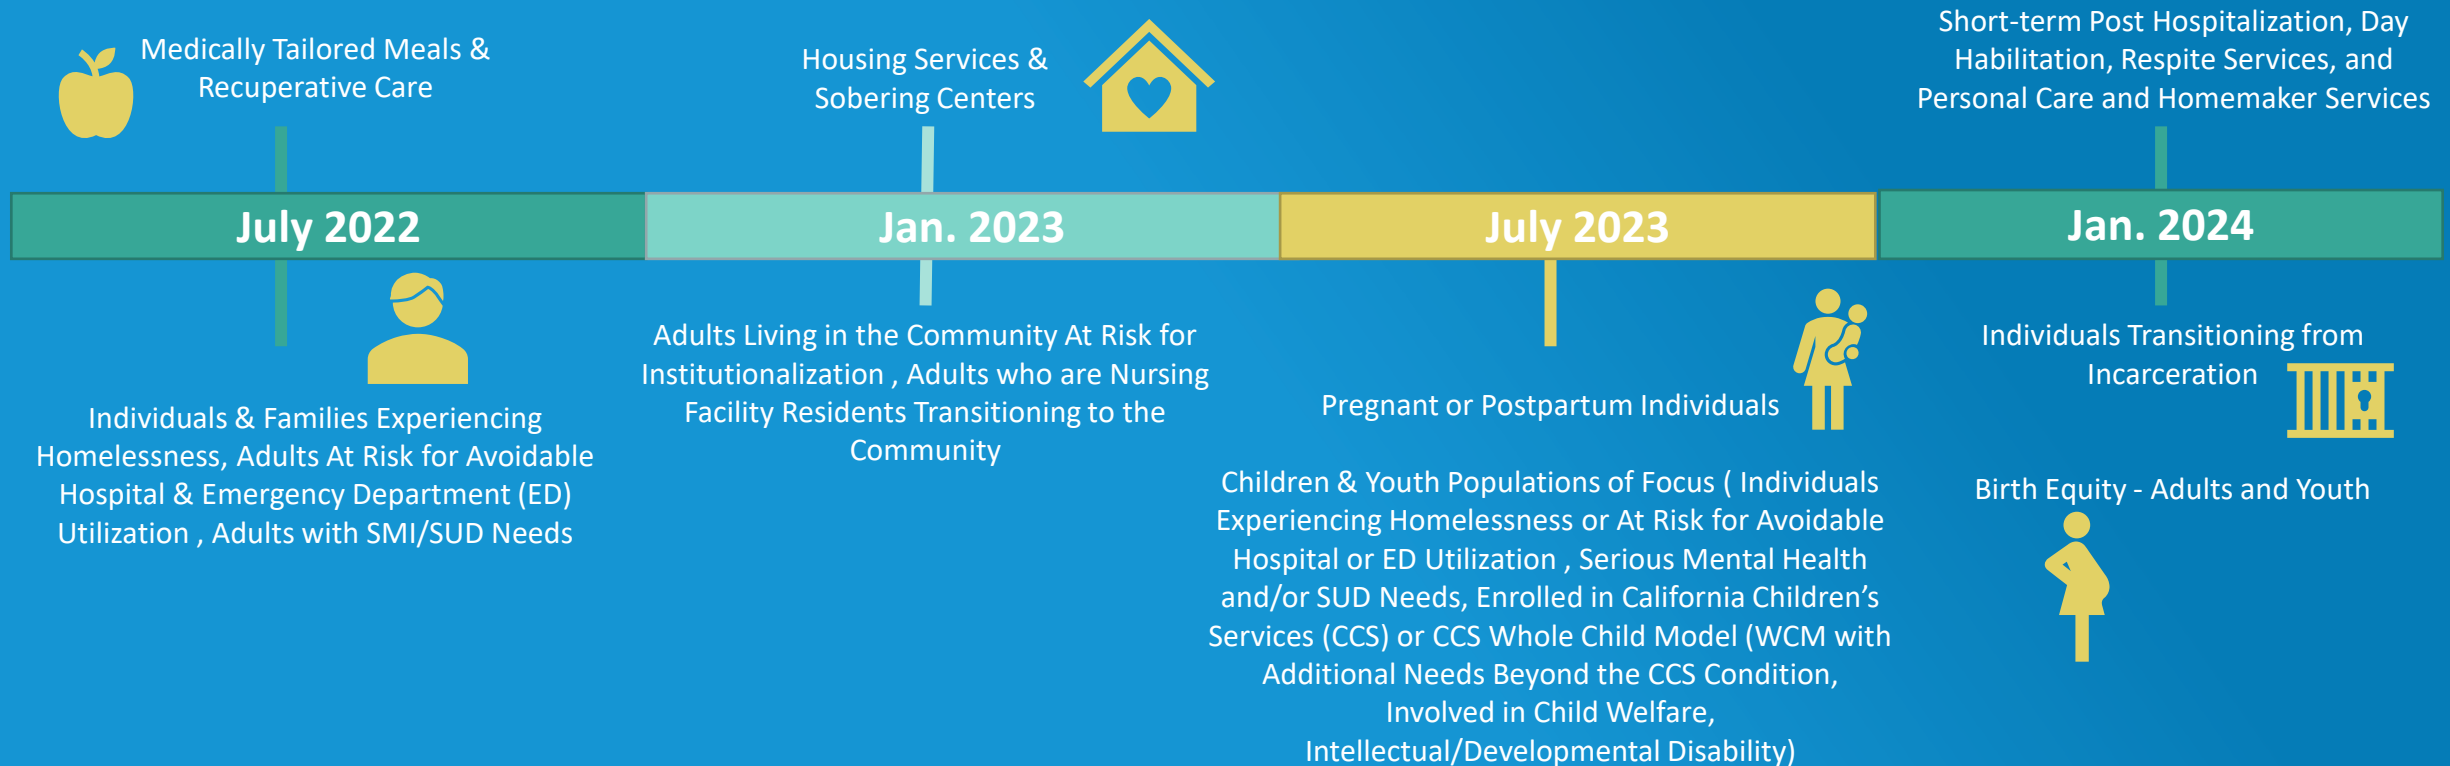 Medically Tailored Meals &
Recuperative Care
Housing Services &
Sobering Centers
Short-term Post Hospitalization, Day
Habilitation, Respite Services, and
Personal Care and Homemaker Services
July 2022
Jan. 2023
July 2023
Jan. 2024
Individuals & Families Experiencing
Homelessness, Adults At Risk for Avoidable
Hospital & Emergency Department (ED)
Utilization , Adults with SMI/SUD Needs
Adults Living in the Community At Risk for
Institutionalization , Adults who are Nursing
Facility Residents Transitioning to the
Community
Pregnant or Postpartum Individuals
Children & Youth Populations of Focus ( Individuals
Experiencing Homelessness or At Risk for Avoidable
Hospital or ED Utilization , Serious Mental Health
and/or SUD Needs, Enrolled in California Children’s
Services (CCS) or CCS Whole Child Model (WCM with
Additional Needs Beyond the CCS Condition,
Involved in Child Welfare,
Intellectual/Developmental Disability)
Individuals Transitioning from
Incarceration
Birth Equity - Adults and Youth